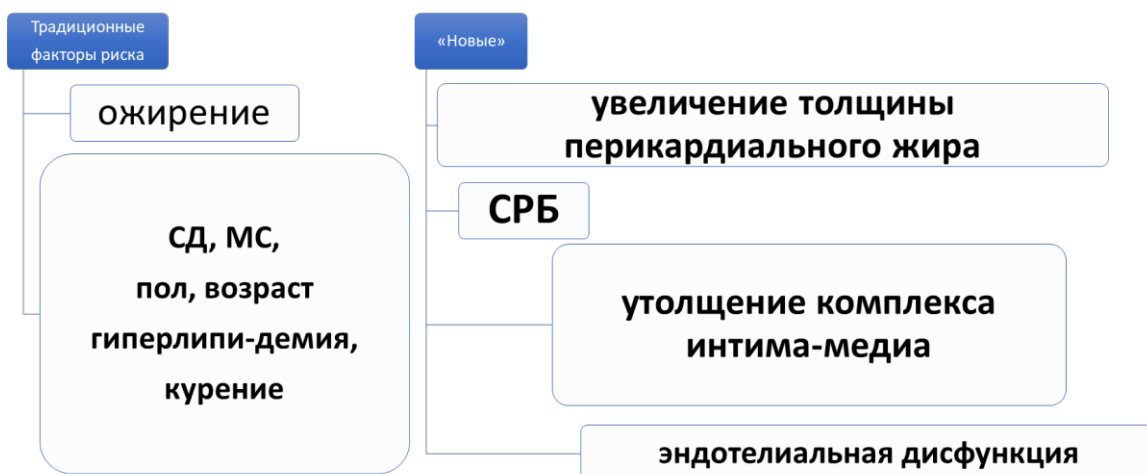 Традиционные
факторы риска
ожирение
СД, МС,
пол, возраст
гиперлипи-демия,
курение
«Новые»
увеличение толщины
перикардиального жира
СРБ
утолщение комплекса
интима-медиа
эндотелиальная дисфункция